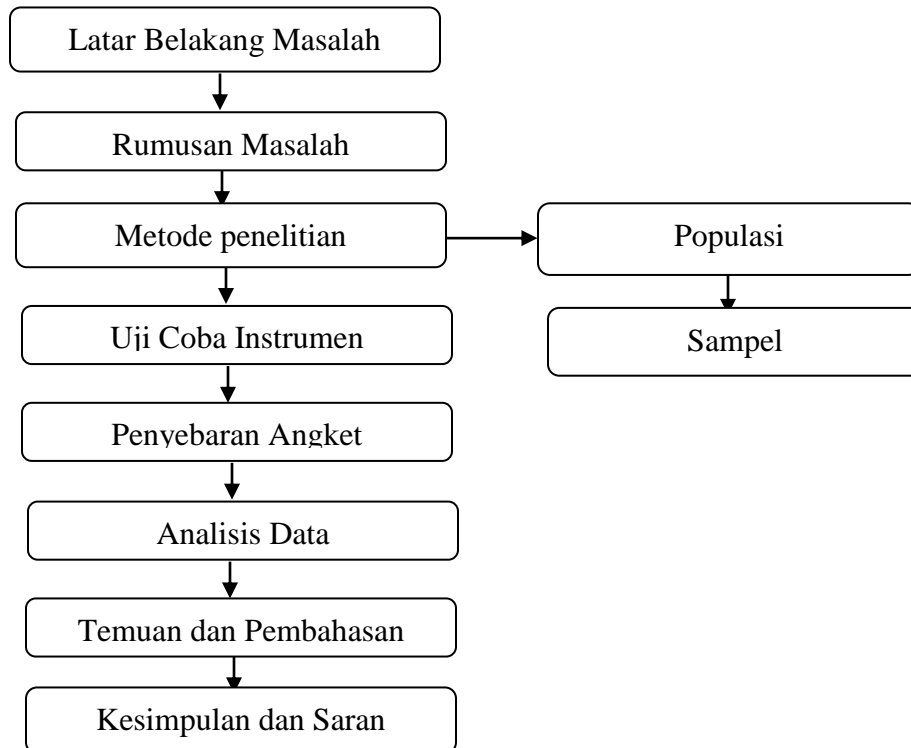 Latar Belakang Masalah
Rumusan Masalah
Metode penelitian
Populasi
Uji Coba Instrumen
Sampel
Penyebaran Angket
Analisis Data
Temuan dan Pembahasan
Kesimpulan dan Saran